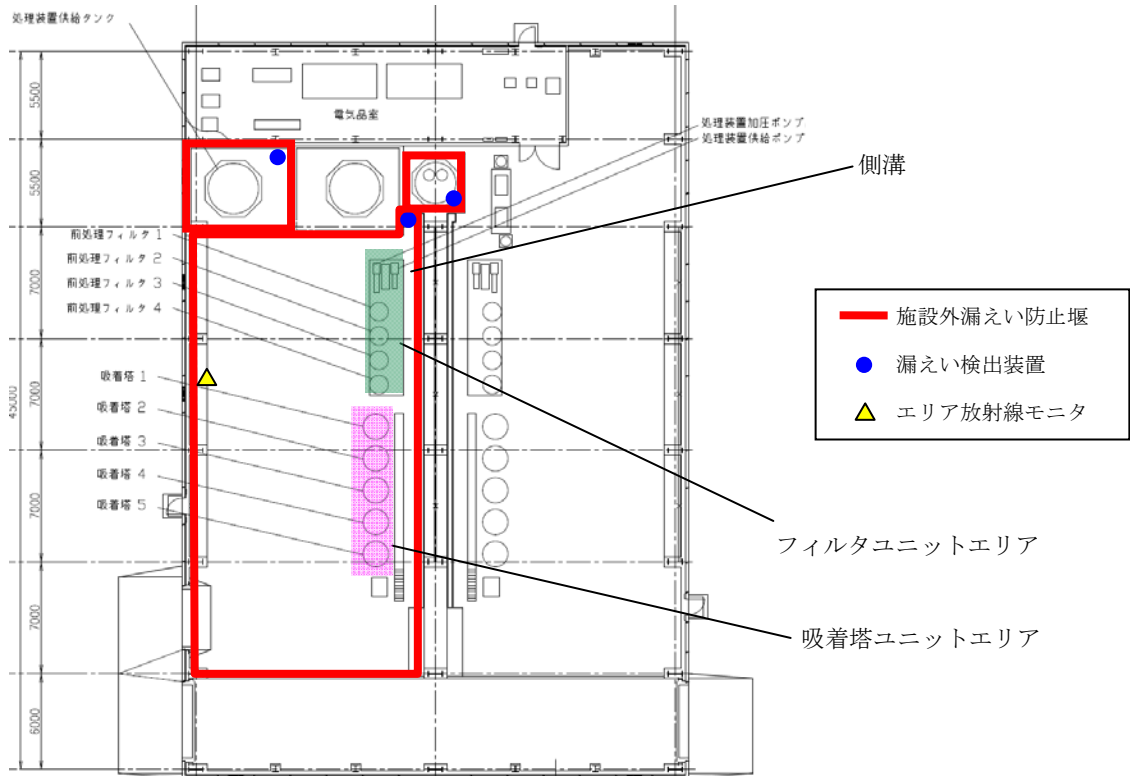 処理装置供給タンク
電気品室
処理装置加圧ポンプ
処理装置供給ポンプ
側溝
前処理フィルタ 1
前処理フィルタ 2
前処理フィルタ 3
前処理フィルタ 4
吸着塔 1
吸着塔 2
吸着塔 3
吸着塔 4
吸着塔 5
5500
5500
7000
7000
7000
7000
6000
45000
施設外漏えい防止堰
漏えい検出装置
エリア放射線モニタ
フィルタユニットエリア
吸着塔ユニットエリア